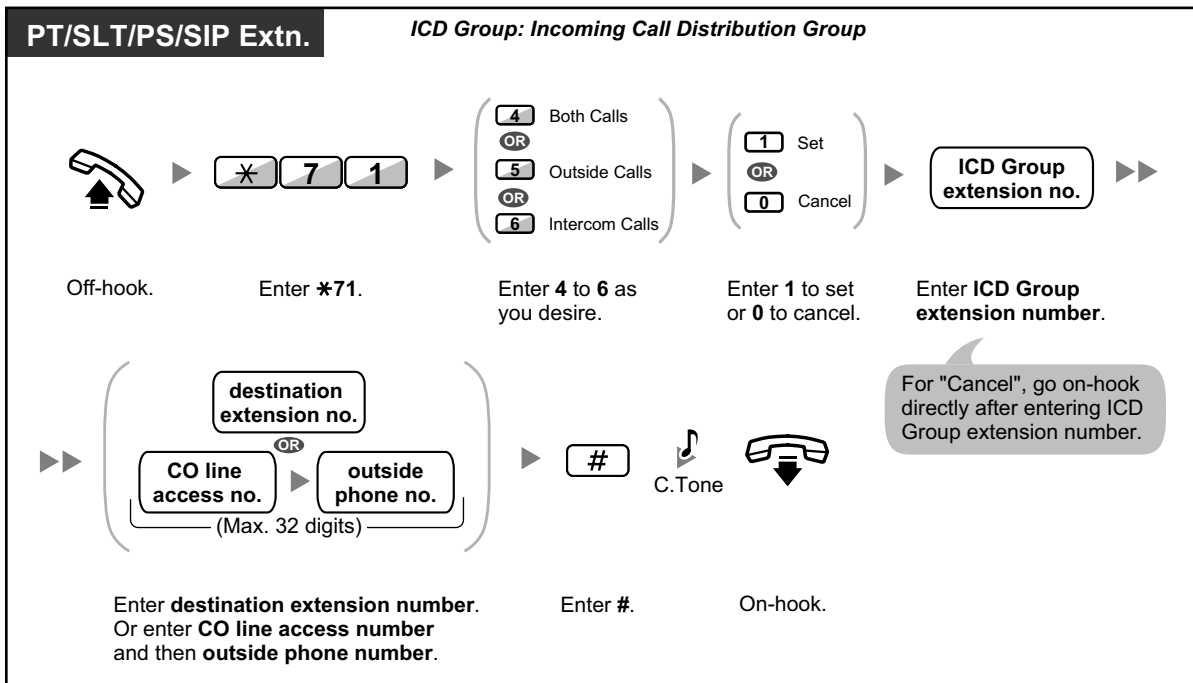 PT/SLT/PS/SIP Extn.
ICD Group: Incoming Call Distribution Group
4 Both Calls
OR
5 Outside Calls
OR
6 Intercom Calls
1 Set
OR
0 Cancel
ICD Group
extension no.
✱ 7 1
Off-hook.
Enter ✱71.
Enter 4 to 6 as
you desire.
Enter 1 to set
or 0 to cancel.
Enter ICD Group
extension number.
For "Cancel", go on-hook
directly after entering ICD
Group extension number.
destination
extension no.
OR
CO line
access no.
outside
phone no.
(Max. 32 digits)
#
C.Tone
Enter destination extension number.
Or enter CO line access number
and then outside phone number.
Enter #.
On-hook.